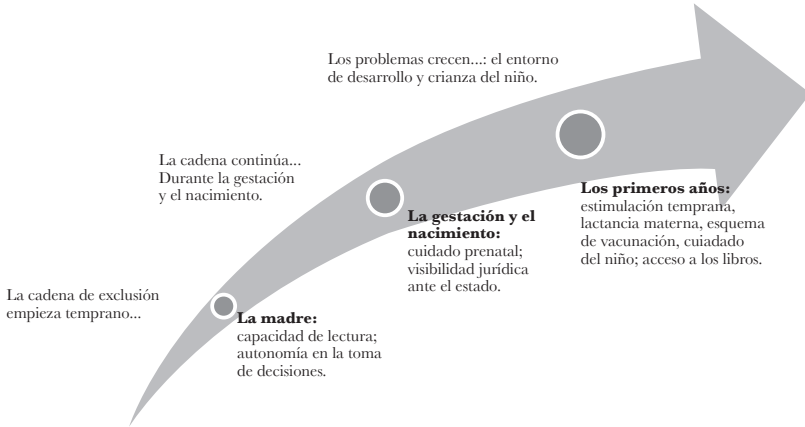 Los problemas crecen...: el entorno
de desarrollo y crianza del niño.
La cadena continúa...
Durante la gestación
y el nacimiento.
Los primeros años:
estimulación temprana,
lactancia materna, esquema
de vacunación, cuiadado
del niño; acceso a los libros.
La gestación y el
nacimiento:
cuidado prenatal;
visibilidad jurídica
ante el estado.
La cadena de exclusión
empieza temprano...
La madre:
capacidad de lectura;
autonomía en la toma
de decisiones.